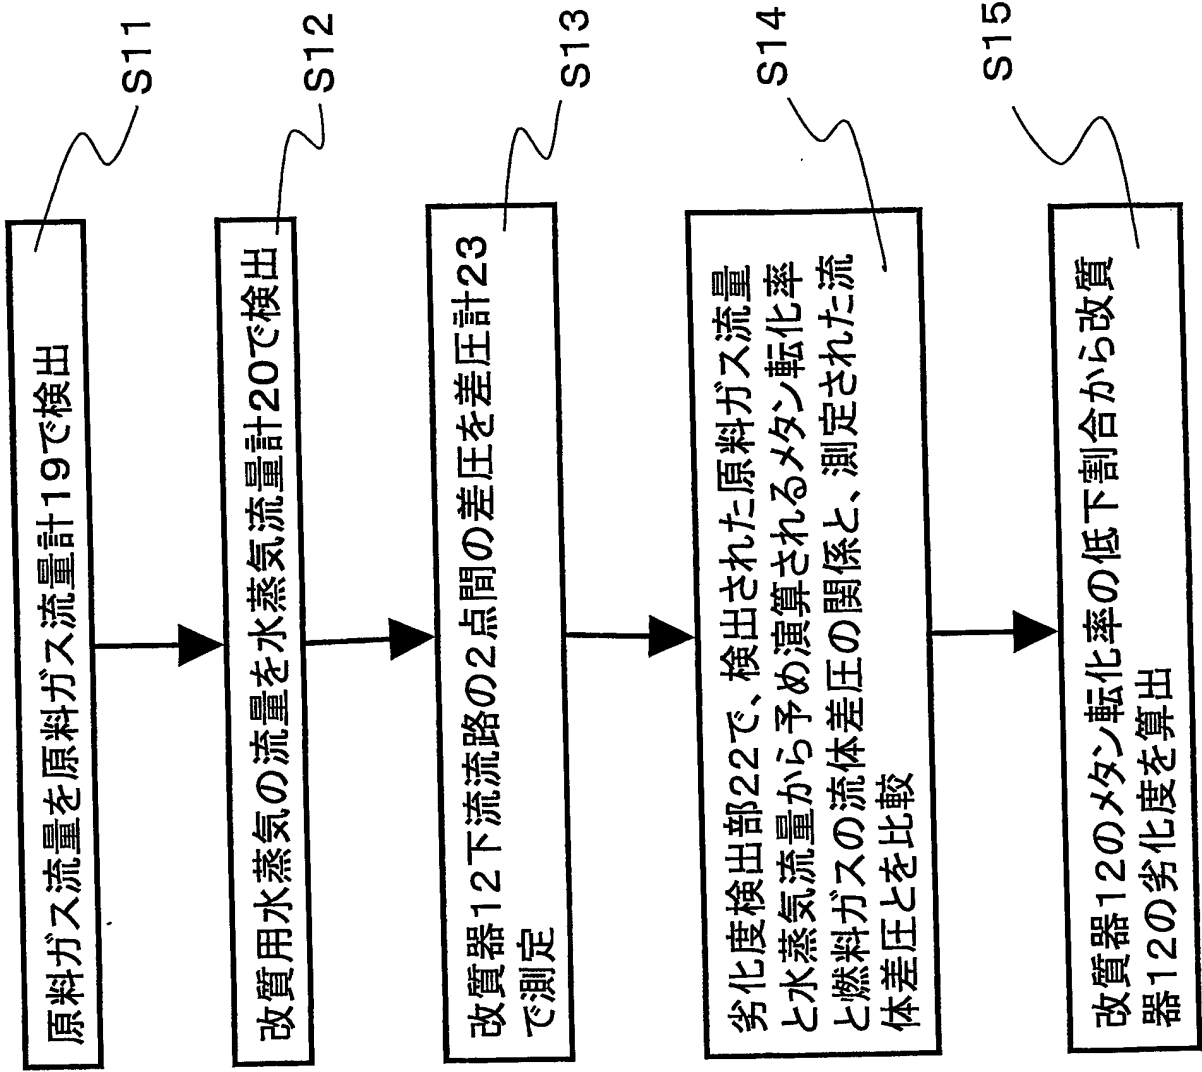 原料ガス流量を原料ガス流量計19で検出
S11
改質用水蒸気の流量を水蒸気流量計20で検出
S12
改質器12下流流路の2点間の差圧を差圧計23
で測定
S13
劣化度検出部22で、検出された原料ガス流量
と水蒸気流量から予め演算されるメタン転化率
と燃料ガスの流体差圧の関係と、測定された流
体差圧とを比較
S14
改質器12のメタン転化率の低下割合から改質
器12の劣化度を算出
S15